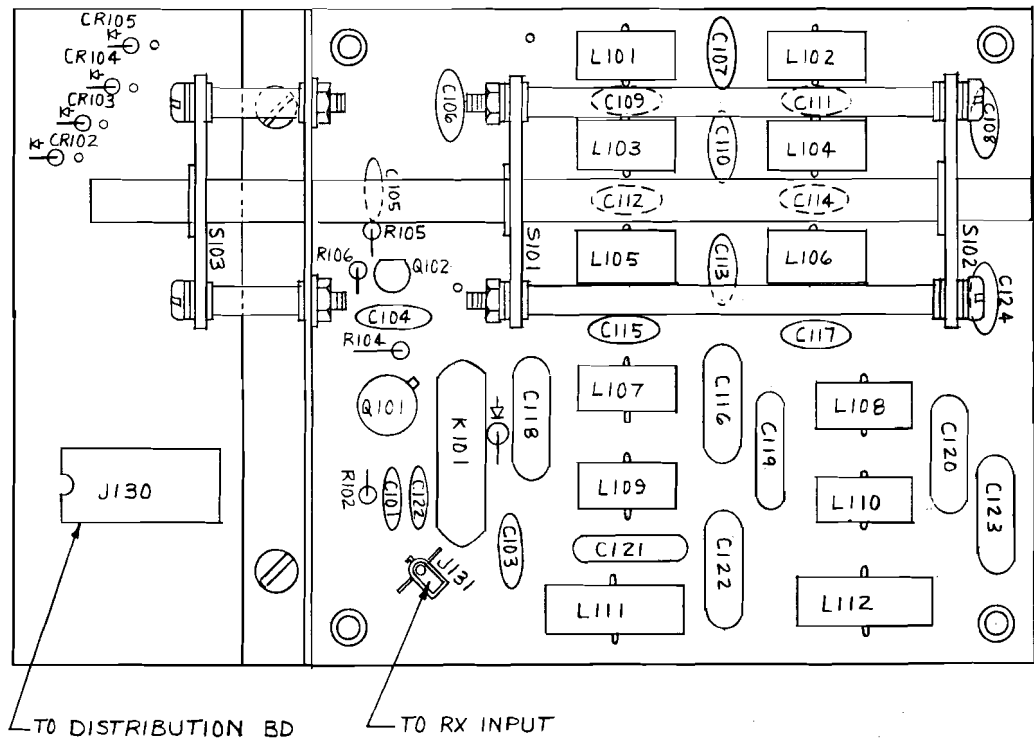 CR105
CR104
CR103
CR102
L101
C107
L102
C106
C109
C111
C108
L103
C110
L104
C105
C112
C114
S103
R105
S101
L105
C113
L106
S102
R106
Q102
C124
C104
C115
C117
R104
L107
C116
L108
Q101
K101
C118
C119
C120
J130
R102
C101
C122
L109
L110
C123
C103
C121
C122
J131
L111
L112
TO DISTRIBUTION BD
TO RX INPUT